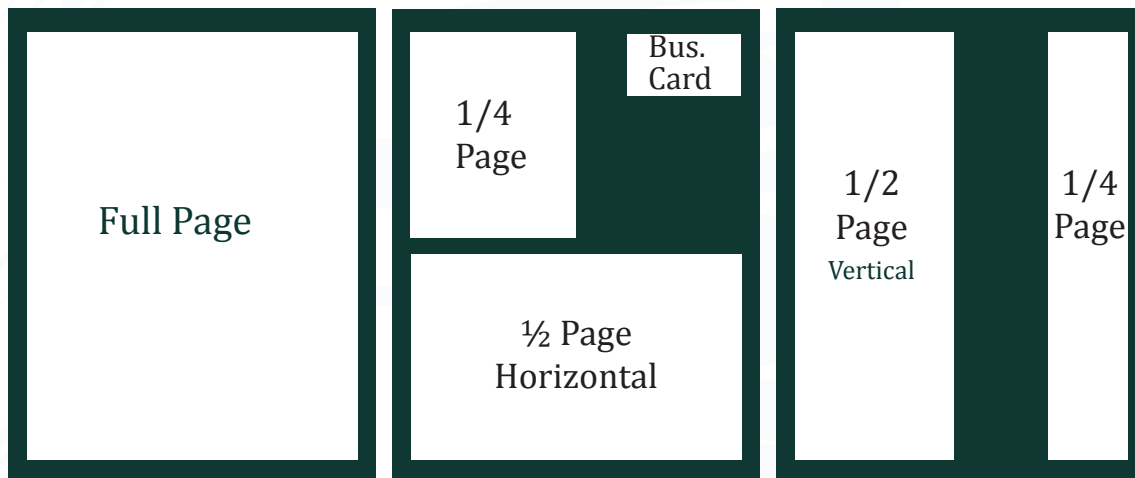 Full Page
1/4
Page
Bus.
Card
½ Page
Horizontal
1/2
Page
Vertical
1/4
Page